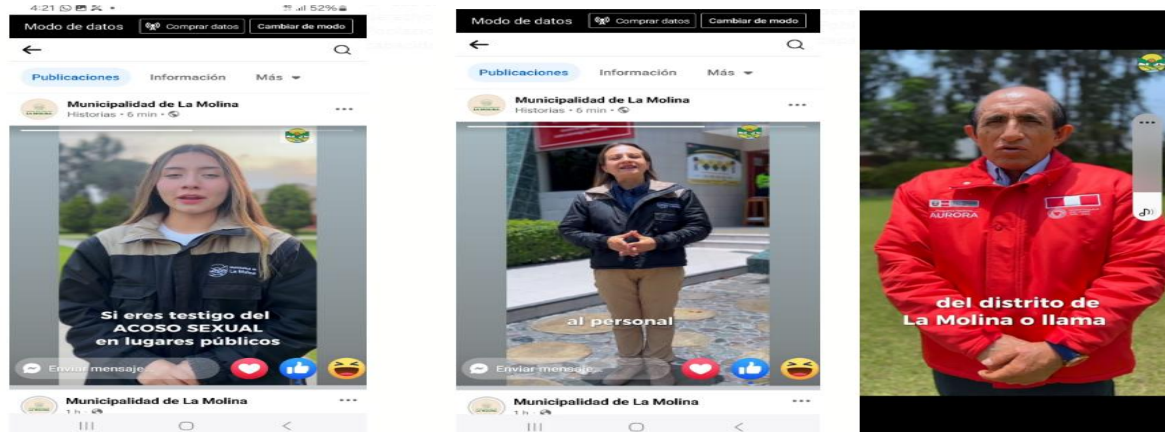 4:21
52%
Modo de datos Comprar datos Cambiar de modo
Publicaciones Información Más
Municipalidad de La Molina
Historias • 6 min •
Si eres testigo del
ACOSO SEXUAL
en lugares públicos
Enviar mensaje...
Municipalidad de La Molina
1 h •
Modo de datos Comprar datos Cambiar de modo
Publicaciones Información Más
Municipalidad de La Molina
Historias • 6 min •
al personal
Enviar mensaje...
Municipalidad de La Molina
1 h •
AURORA
del distrito de
La Molina o llama